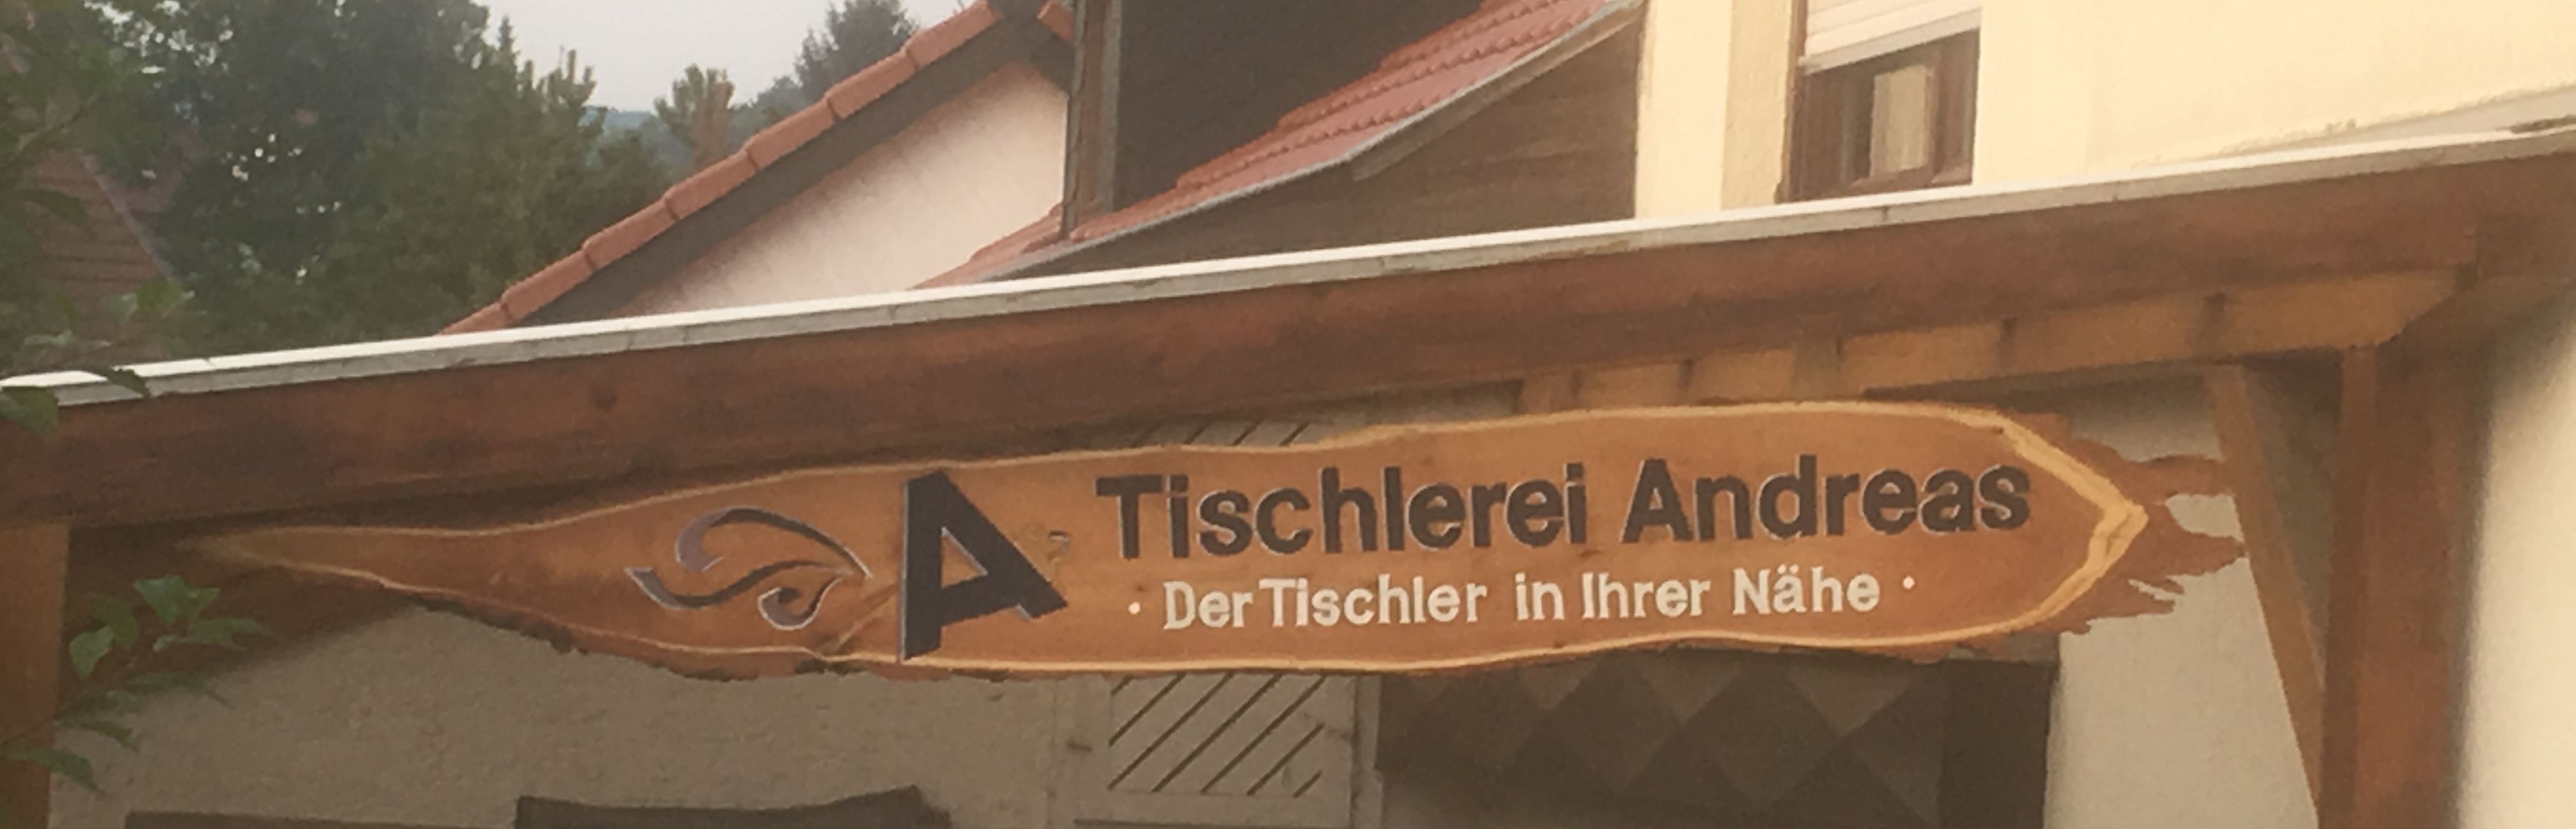 A
Tischlerei Andreas
· Der Tischler in Ihrer Nähe ·